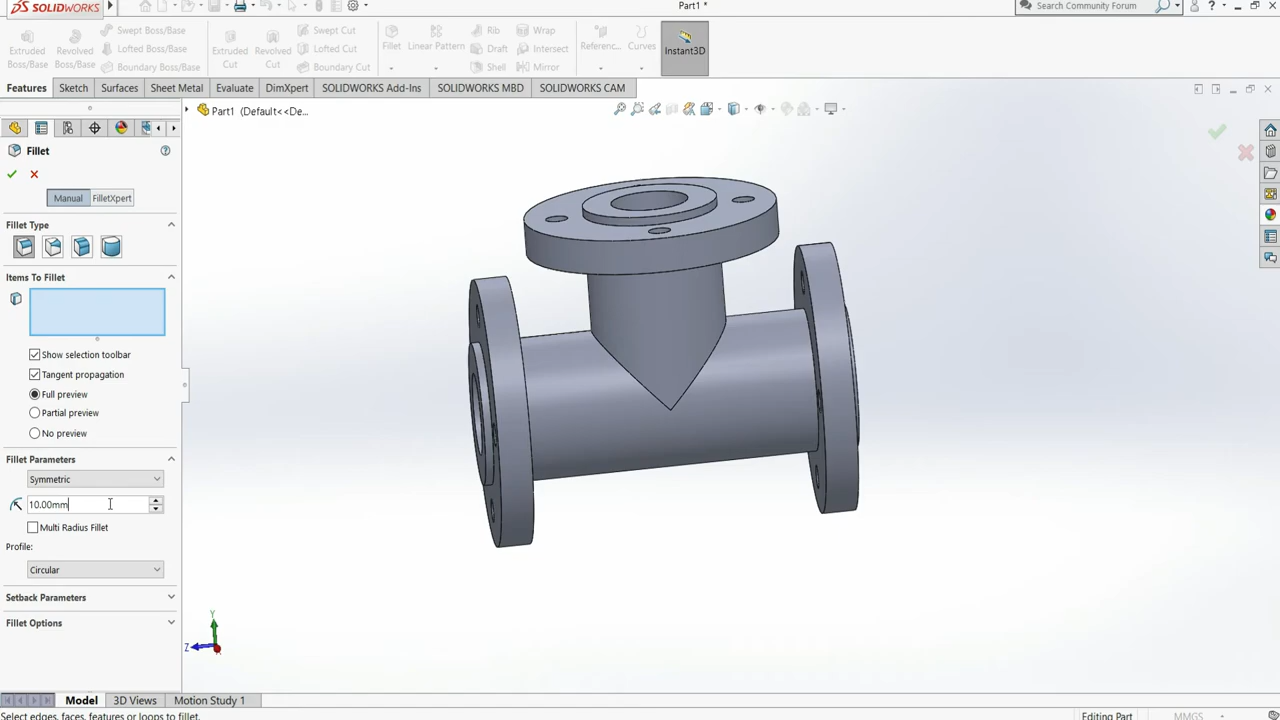 SOLIDWORKS
Part1 *
Search Community Forum
?
Extruded Boss/Base
Revolved Boss/Base
Swept Boss/Base
Lofted Boss/Base
Boundary Boss/Base
Extruded Cut
Revolved Cut
Swept Cut
Lofted Cut
Boundary Cut
Fillet
Linear Pattern
Rib
Draft
Shell
Wrap
Intersect
Mirror
Referenc...
Curves
Instant3D
Features
Sketch
Surfaces
Sheet Metal
Evaluate
DimXpert
SOLIDWORKS Add-Ins
SOLIDWORKS MBD
SOLIDWORKS CAM
Part1 (Default<<De...
Fillet
?
Manual
FilletXpert
Fillet Type
Items To Fillet
Show selection toolbar
Tangent propagation
Full preview
Partial preview
No preview
Fillet Parameters
Symmetric
10.00mm
Multi Radius Fillet
Profile:
Circular
Setback Parameters
Fillet Options
Y
Z
Model
3D Views
Motion Study 1
Select edges, faces, features or loops to fillet.
Editing Part
MMGS